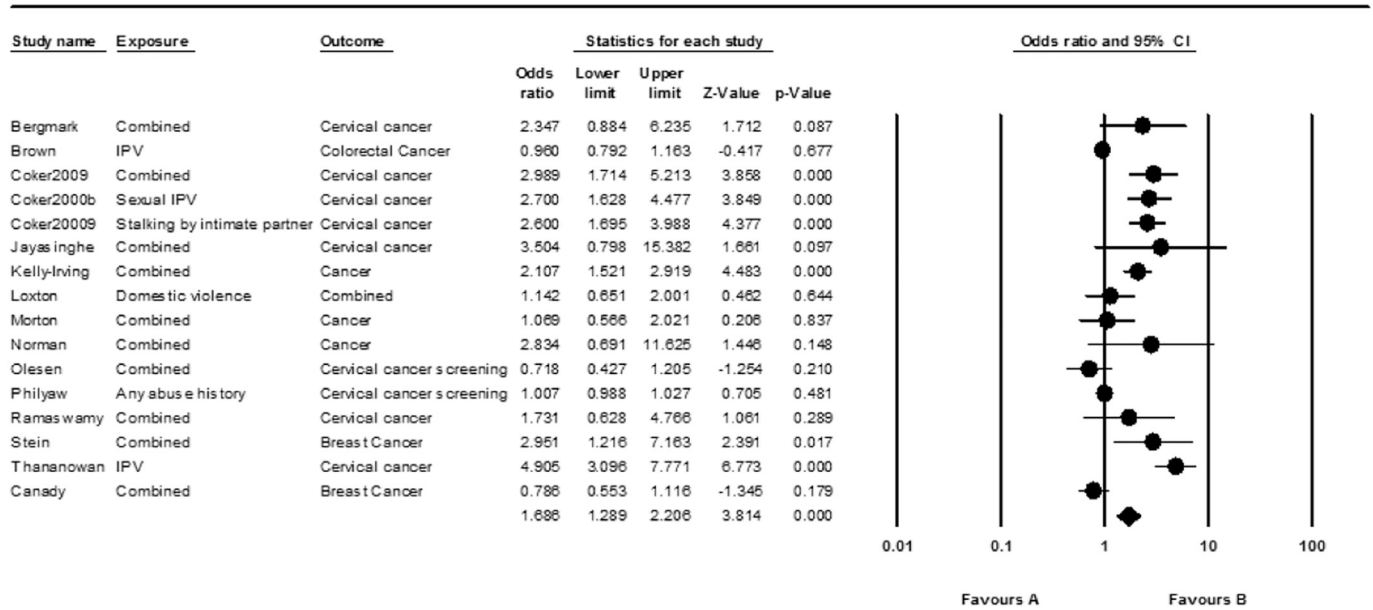 Study name Exposure Outcome Statistics for each study Odds ratio and 95% CI
Odds ratio Lower limit Upper limit Z-Value p-Value
Bergmark Combined Cervical cancer 2.347 0.884 6.235 1.712 0.087
Brown IPV Colorectal Cancer 0.960 0.792 1.163 -0.417 0.677
Coker2009 Combined Cervical cancer 2.989 1.714 5.213 3.858 0.000
Coker2000b Sexual IPV Cervical cancer 2.700 1.628 4.477 3.849 0.000
Coker20009 Stalking by intimate partner Cervical cancer 2.600 1.695 3.988 4.377 0.000
Jayasinghe Combined Cervical cancer 3.504 0.798 15.382 1.661 0.097
Kelly-Irving Combined Cancer 2.107 1.521 2.919 4.483 0.000
Loxton Domestic violence Combined 1.142 0.651 2.001 0.462 0.644
Morton Combined Cancer 1.069 0.566 2.021 0.206 0.837
Norman Combined Cancer 2.834 0.691 11.625 1.446 0.148
Olesen Combined Cervical cancer screening 0.718 0.427 1.205 -1.254 0.210
Philyaw Any abuse history Cervical cancer screening 1.007 0.988 1.027 0.705 0.481
Ramaswamy Combined Cervical cancer 1.731 0.628 4.766 1.061 0.289
Stein Combined Breast Cancer 2.951 1.216 7.163 2.391 0.017
Thananowan IPV Cervical cancer 4.905 3.096 7.771 6.773 0.000
Canady Combined Breast Cancer 0.786 0.553 1.116 -1.345 0.179
1.686 1.289 2.206 3.814 0.000
0.01 0.1 1 10 100
Favours A Favours B